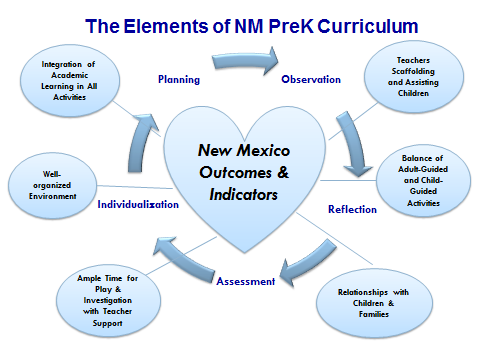 The Elements of NM PreK Curriculum
Integration of
Academic
Learning in All
Activities
Planning
Observation
Teachers
Scaffolding
and Assisting
Children
New Mexico
Outcomes &
Indicators
Well-
organized
Environment
Individualization
Balance of
Adult-Guided
and Child-
Guided
Activities
Reflection
Assessment
Ample Time for
Play &
Investigation
with Teacher
Support
Relationships with
Children &
Families